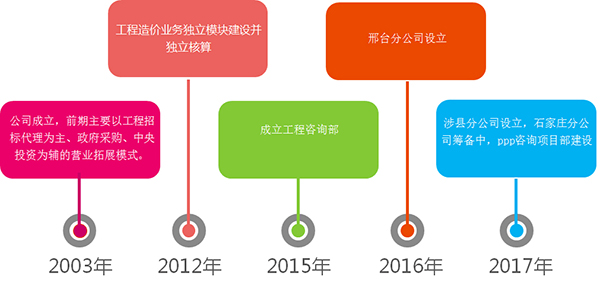 工程造价业务独立模块建设并
独立核算
邢台分公司设立
公司成立，前期主要以工程招
标代理为主、政府采购、中央
投资为辅的营业拓展模式。
成立工程咨询部
涉县分公司设立，石家庄分公
司筹备中，ppp咨询项目部建设
2003年
2012年
2015年
2016年
2017年